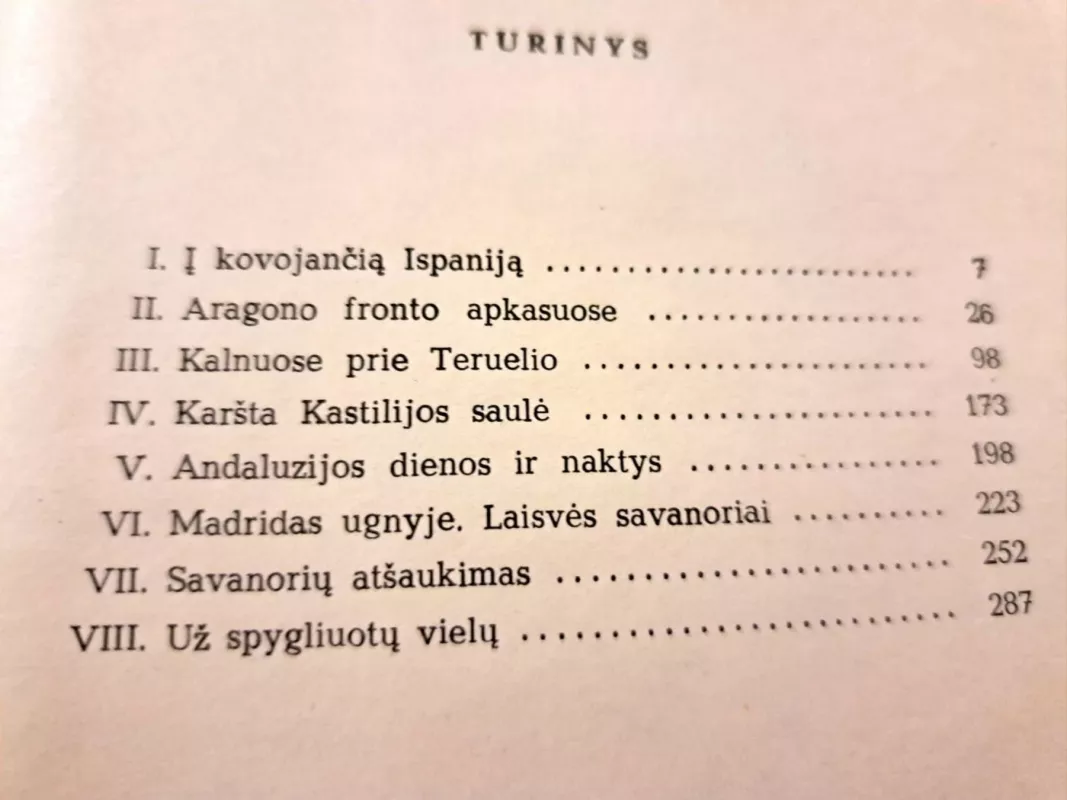 TURINYS
I. Į kovojančią Ispaniją ........................ 7
II. Aragono fronto apkasuose .................. 26
III. Kalnuose prie Teruelio ...................... 98
IV. Karšta Kastilijos saulė ...................... 173
V. Andaluzijos dienos ir naktys ................ 198
VI. Madridas ugnyje. Laisvės savanoriai .......... 223
VII. Savanorių atšaukimas ........................ 252
VIII. Už spygliuotų vielų ........................... 287